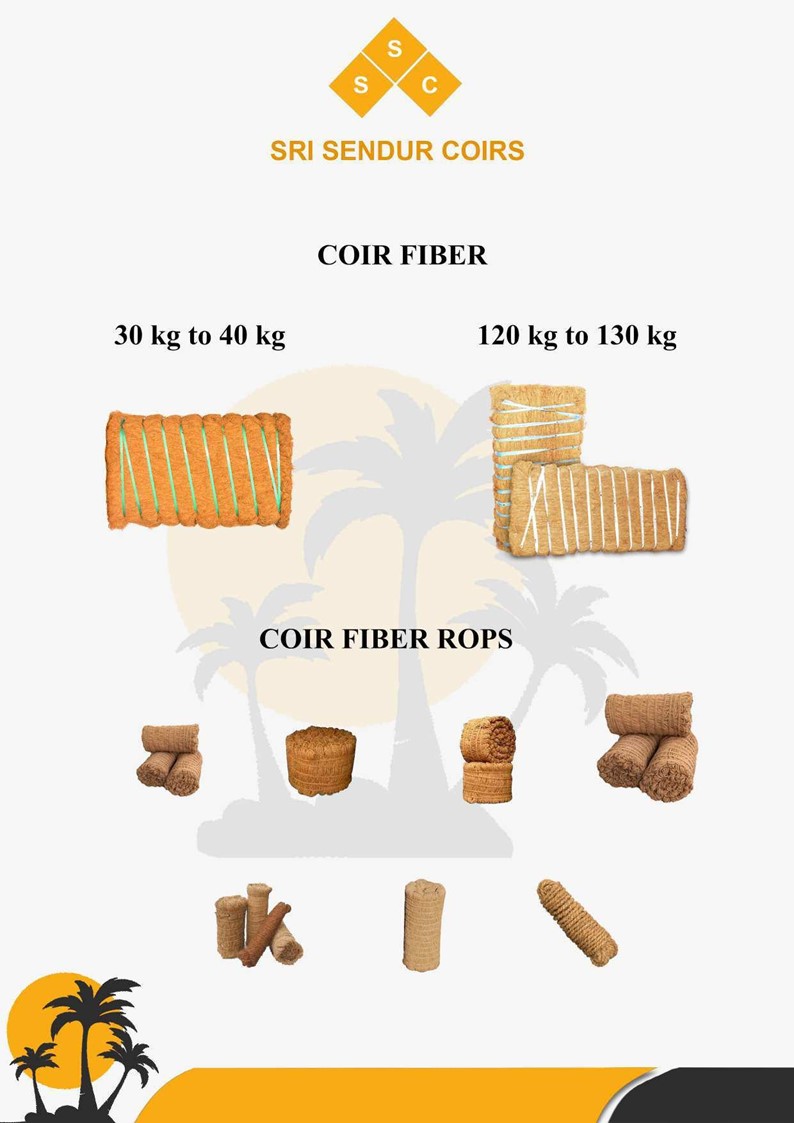 S
S C
SRI SENDUR COIRS
COIR FIBER
30 kg to 40 kg
120 kg to 130 kg
COIR FIBER ROPS